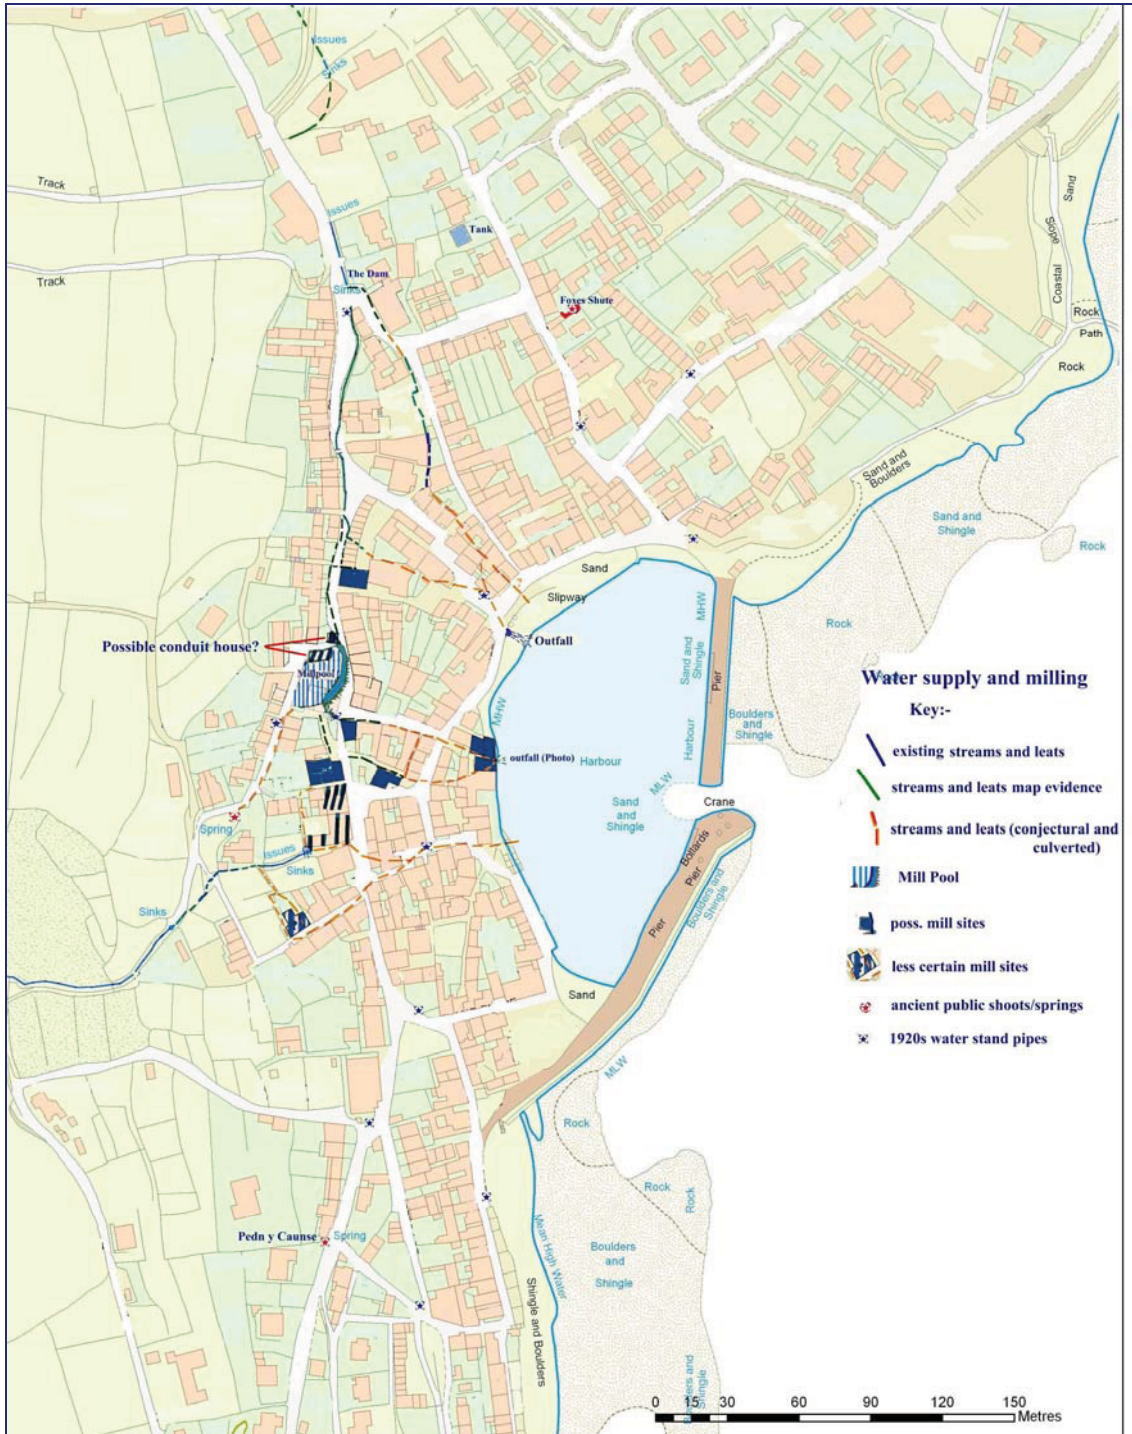 Issues
Sinks
Track
Issues
Tank
The Dam
Sinks
Track
Foxes Shute
Sand
Slope
Coastal
Rock
Path
Rock
Sand and
Boulders
Sand and
Shingle
Rock
Sand
Slipway
MHW
Sand and
Shingle
Pier
Harbour
Outfall
Rock
Rock
Possible conduit house?
Millpool
MHW
Boulders
and
Shingle
outfall (Photo)
Harbour
MLW
Sand
and
Shingle
Crane
Bollards
Pier
Pier
Boulders and
Shingle
Spring
Issues
Sinks
Sinks
Sand
MLW
Rock
Rock
Rock
Pedn y Caunse
Spring
Mean High Water
Boulders
and
Shingle
Shingle and Boulders
Boulders and
Shingle
Water supply and milling
Key:-
existing streams and leats
streams and leats map evidence
streams and leats (conjectural and
culverted)
Mill Pool
poss. mill sites
less certain mill sites
ancient public shoots/springs
1920s water stand pipes
0 15 30 60 90 120 150
Metres